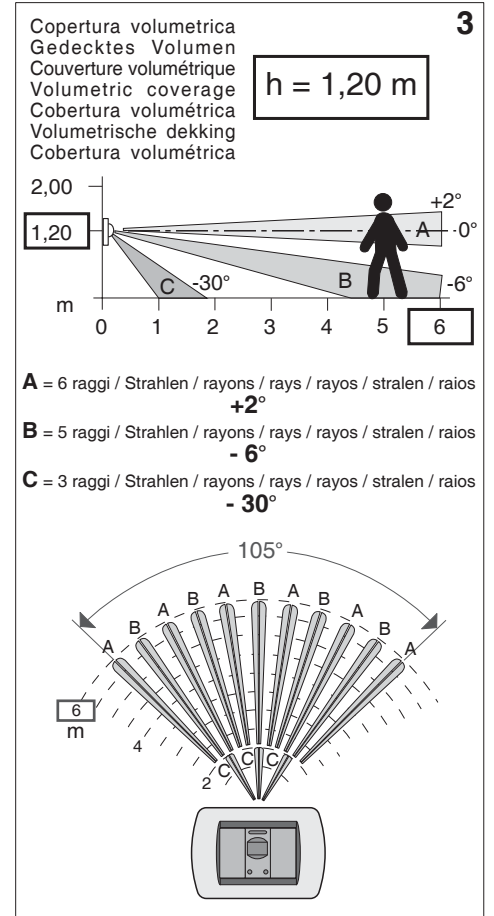 3
Copertura volumetrica
Gedecktes Volumen
Couverture volumétrique
Volumetric coverage
Cobertura volumétrica
Volumetrische dekking
Cobertura volumétrica
h = 1,20 m
2,00
1,20
m
+2°
A
0°
B
-6°
C
-30°
0 1 2 3 4 5 6
A = 6 raggi / Strahlen / rayons / rays / rayos / stralen / raios
+2°
B = 5 raggi / Strahlen / rayons / rays / rayos / stralen / raios
- 6°
C = 3 raggi / Strahlen / rayons / rays / rayos / stralen / raios
- 30°
105°
A B A B A B A B A B A
6
m
4
2
C C C